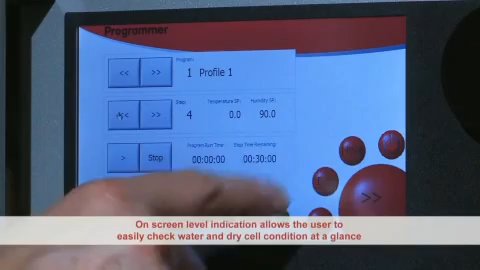 Programmer
Program:
<< >> 1 Profile 1
Step: Temperature SP: Humidity SP:
<< >> 4 0.0 90.0
Program Run Time: Step Time Remaining:
> Stop 00:00:00 00:30:00
>>
On screen level indication allows the user to
easily check water and dry cell condition at a glance